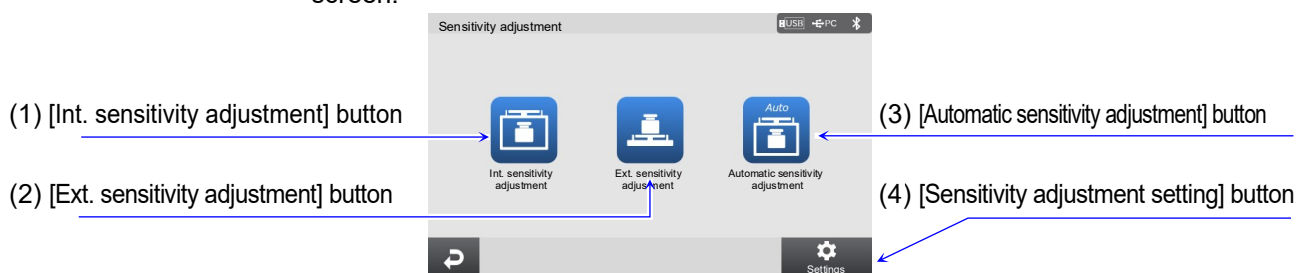 screen.
Sensitivity adjustment
USB PC
(1) [Int. sensitivity adjustment] button
Auto
(3) [Automatic sensitivity adjustment] button
Int. sensitivity
adjustment
Ext. sensitivity
adjustment
Automatic sensitivity
adjustment
(2) [Ext. sensitivity adjustment] button
(4) [Sensitivity adjustment setting] button
Settings